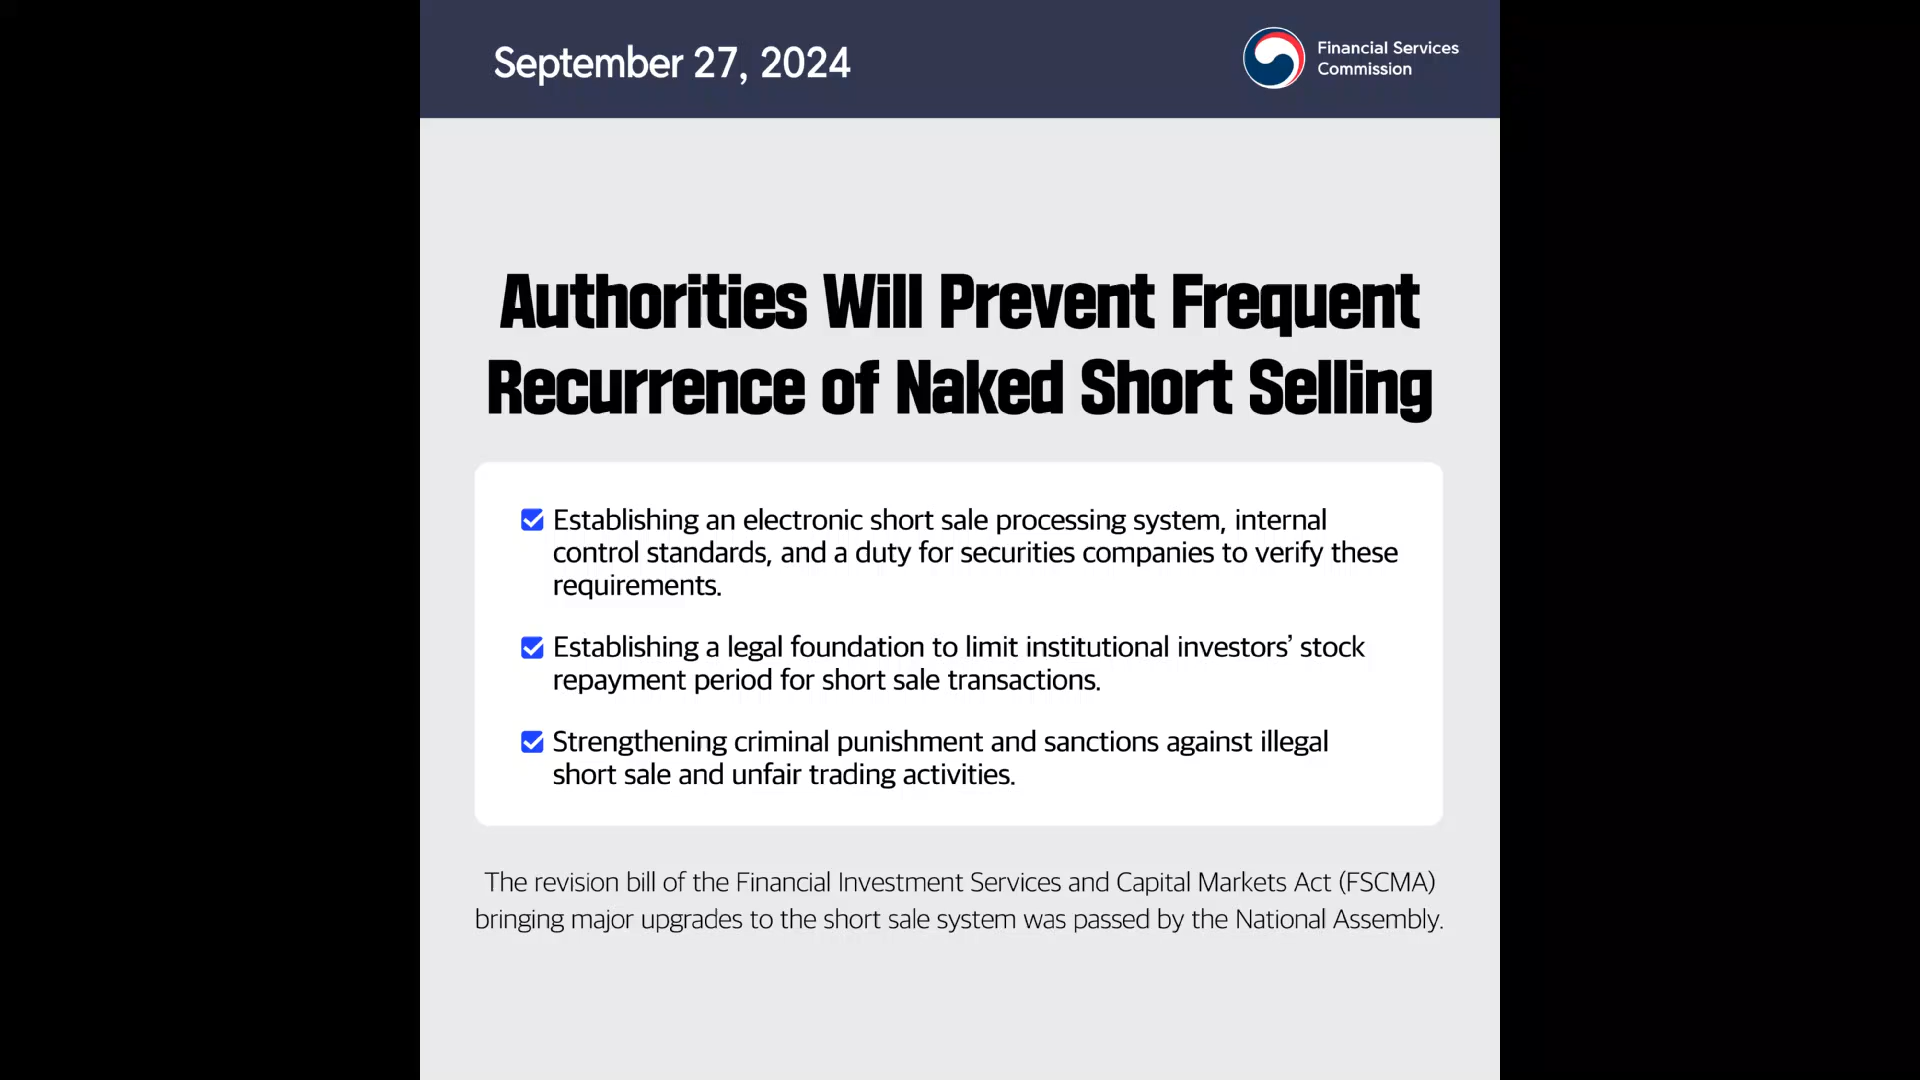 September 27, 2024
Financial Services
Commission
Authorities Will Prevent Frequent
Recurrence of Naked Short Selling
Establishing an electronic short sale processing system, internal
control standards, and a duty for securities companies to verify these
requirements.
Establishing a legal foundation to limit institutional investors’ stock
repayment period for short sale transactions.
Strengthening criminal punishment and sanctions against illegal
short sale and unfair trading activities.
The revision bill of the Financial Investment Services and Capital Markets Act (FSCMA)
bringing major upgrades to the short sale system was passed by the National Assembly.